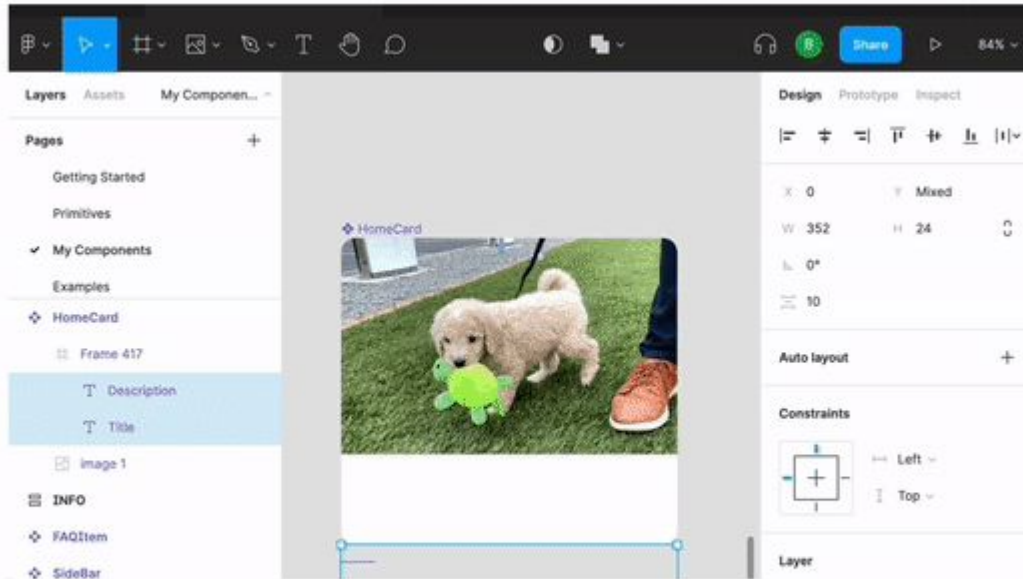 Share
84%
Layers Assets My Componen...
Pages
Getting Started
Primitives
My Components
Examples
HomeCard
Frame 417
Description
Title
image 1
INFO
FAQItem
SideBar
HomeCard
Design Prototype Inspect
X 0 Y Mixed
W 352 H 24
0°
10
Auto layout
Constraints
Left
Top
Layer